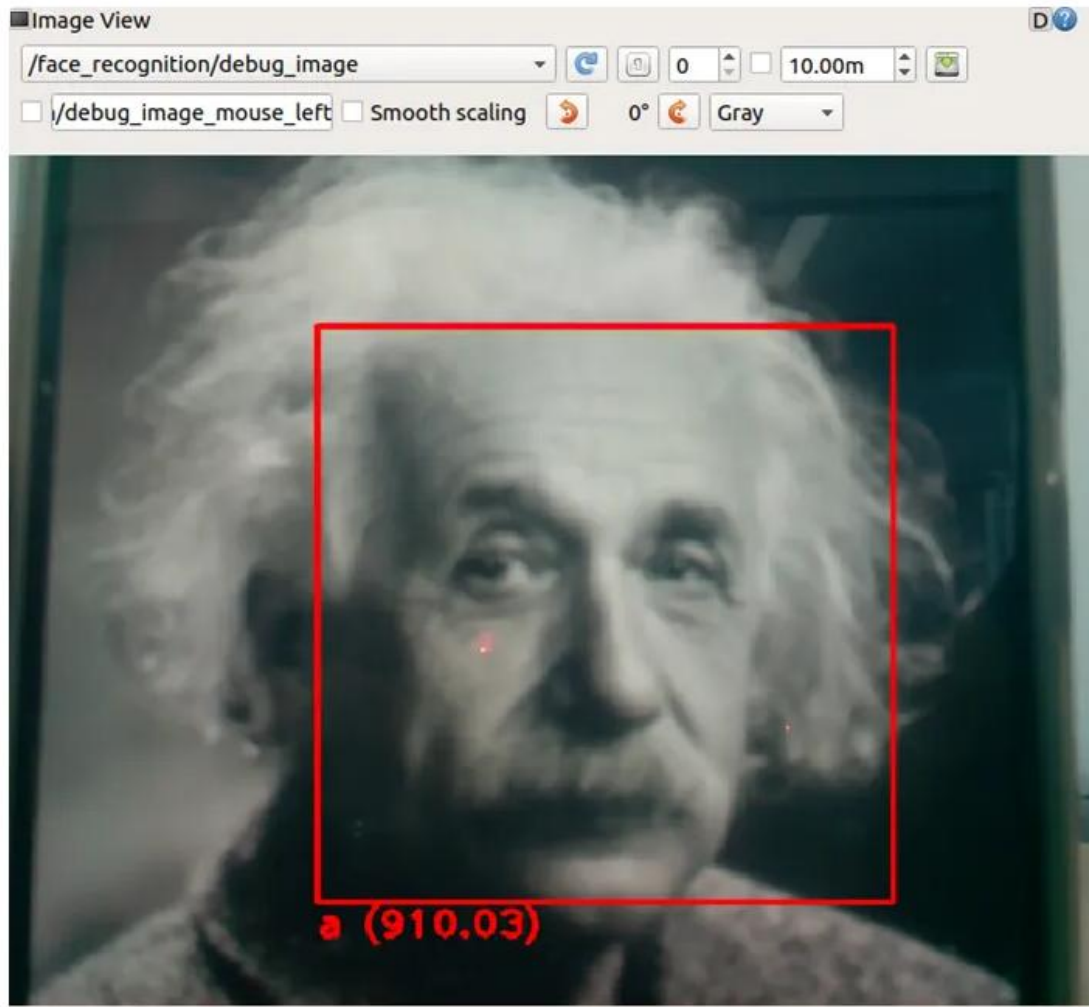 Image View D
/face_recognition/debug_image 0 10.00m
/debug_image_mouse_left Smooth scaling 0° Gray
a (910.03)